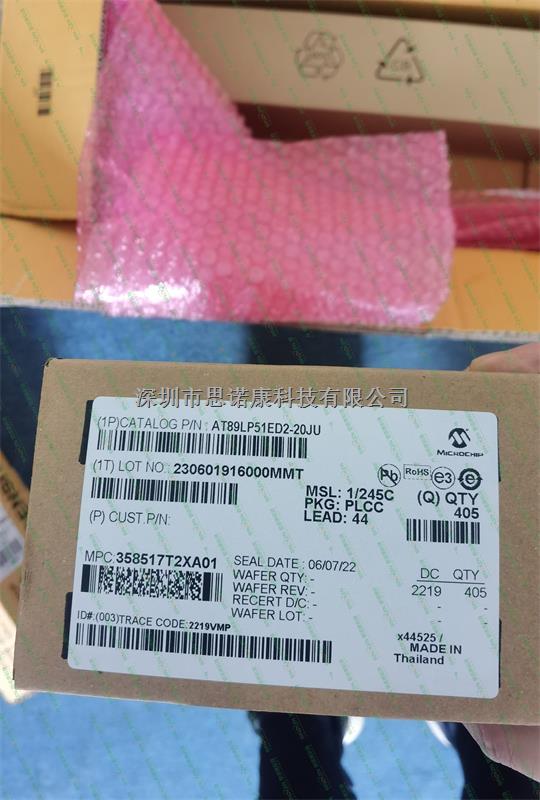 深圳市思诺康科技有限公司
(1P)CATALOG P/N: AT89LP51ED2-20JU
MICROCHIP
(1T) LOT NO.: 230601916000MMT
Pb RoHS e3 e
MSL: 1/245C
PKG: PLCC
LEAD: 44
(Q) QTY
405
(P) CUST.P/N:
MPC:358517T2XA01
SEAL DATE : 06/07/22
WAFER QTY: -
WAFER REV: -
RECERT D/C: -
WAFER LOT: -
DC QTY
2219 405
- -
- -
ID#:(003)TRACE CODE:2219VMP
x44525 /
MADE IN
Thailand